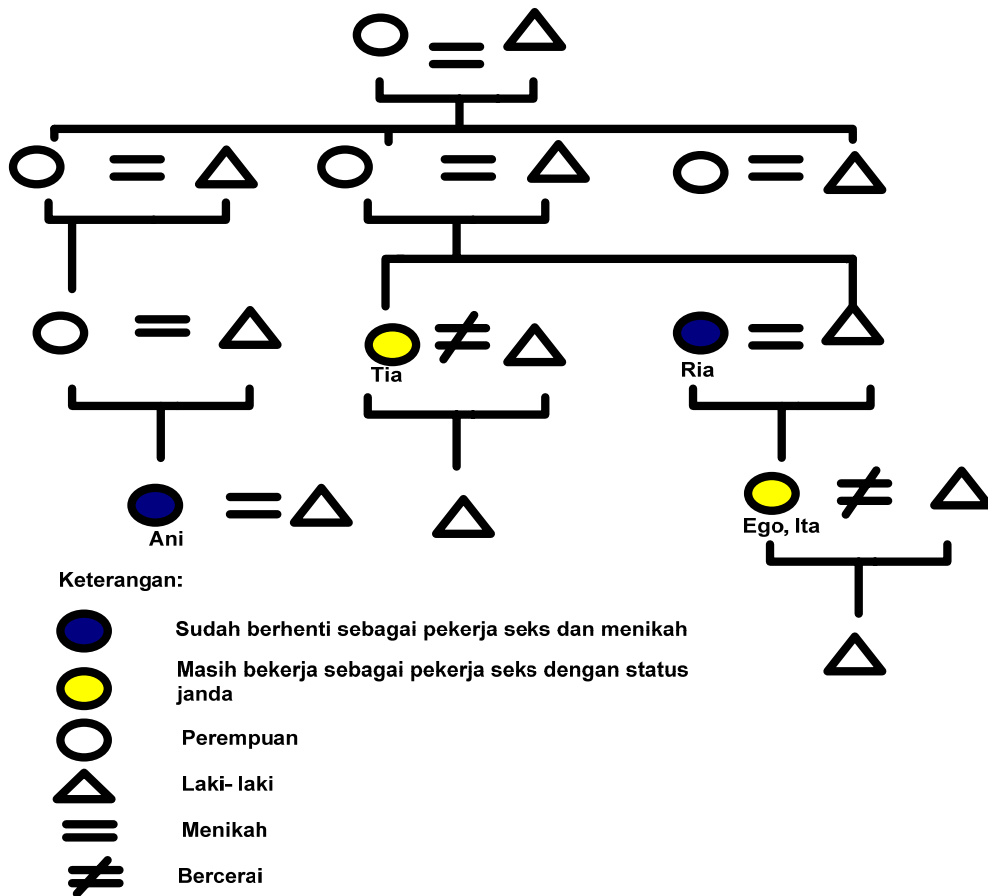 Tia
Ria
Ani
Ego, Ita
Keterangan:
Sudah berhenti sebagai pekerja seks dan menikah
Masih bekerja sebagai pekerja seks dengan status
janda
Perempuan
Laki- laki
Menikah
Bercerai